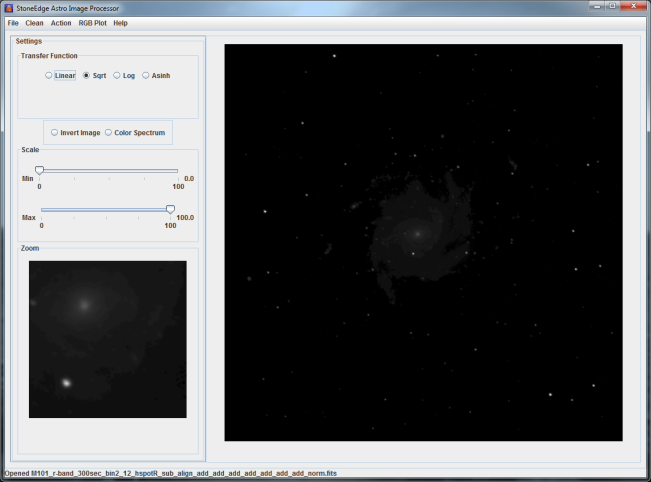 StoneEdge Astro Image Processor
File Clean Action RGB Plot Help
Settings
Transfer Function
Linear Sqrt Log Asinh
Invert Image Color Spectrum
Scale
Min 0.0
0 100
Max 100.0
0 100
Zoom
Opened M101_r-band_300sec_bin2_12_hspotR_sub_align_add_add_add_add_add_add_add_norm.fits